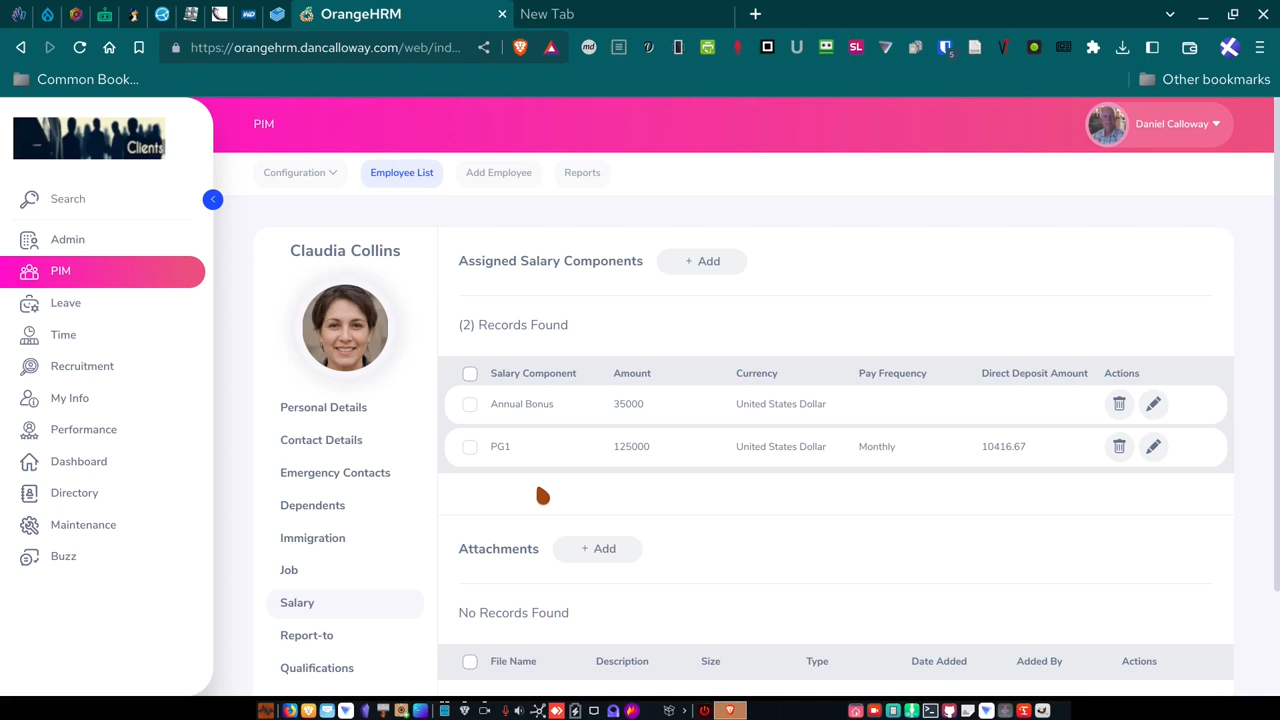 OrangeHRM
New Tab
https://orangehrm.dancalloway.com/web/ind...
Common Book...
Other bookmarks
Clients
PIM
Daniel Calloway
Search
Configuration
Employee List
Add Employee
Reports
Admin
PIM
Leave
Time
Recruitment
My Info
Performance
Dashboard
Directory
Maintenance
Buzz
Claudia Collins
Personal Details
Contact Details
Emergency Contacts
Dependents
Immigration
Job
Salary
Report-to
Qualifications
Assigned Salary Components
+ Add
(2) Records Found
Salary Component Amount Currency Pay Frequency Direct Deposit Amount Actions
Annual Bonus 35000 United States Dollar
PG1 125000 United States Dollar Monthly 10416.67
Attachments
+ Add
No Records Found
File Name Description Size Type Date Added Added By Actions